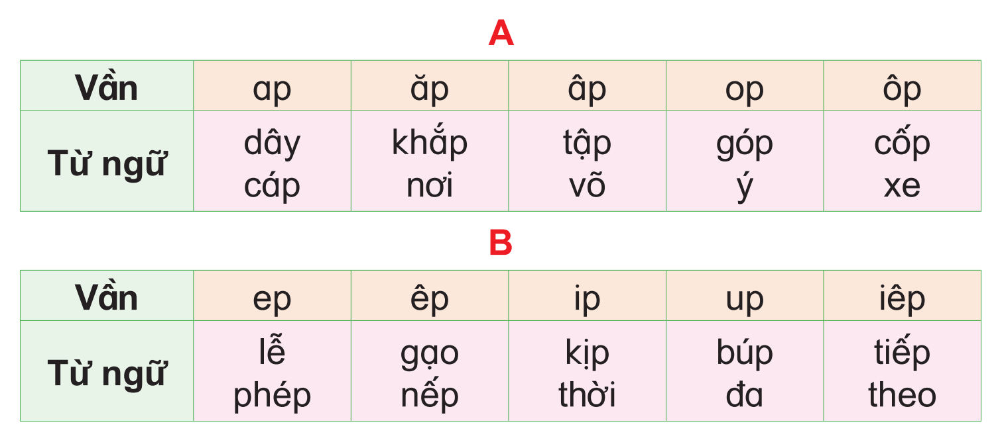 A
Vần ap ăp âp op ôp
Từ ngữ
dây khắp tập góp cốp
cáp nơi võ ý xe
B
Vần ep êp ip up iêp
Từ ngữ
lễ gạo kịp búp tiếp
phép nếp thời đa theo